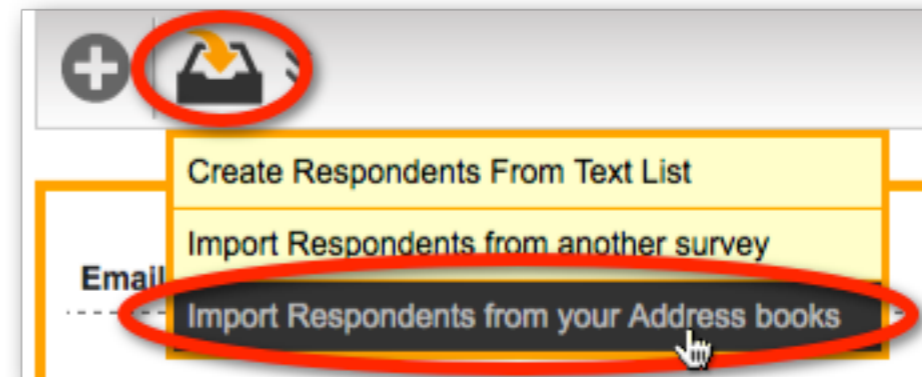 Create Respondents From Text List
Import Respondents from another survey
Email
Import Respondents from your Address books